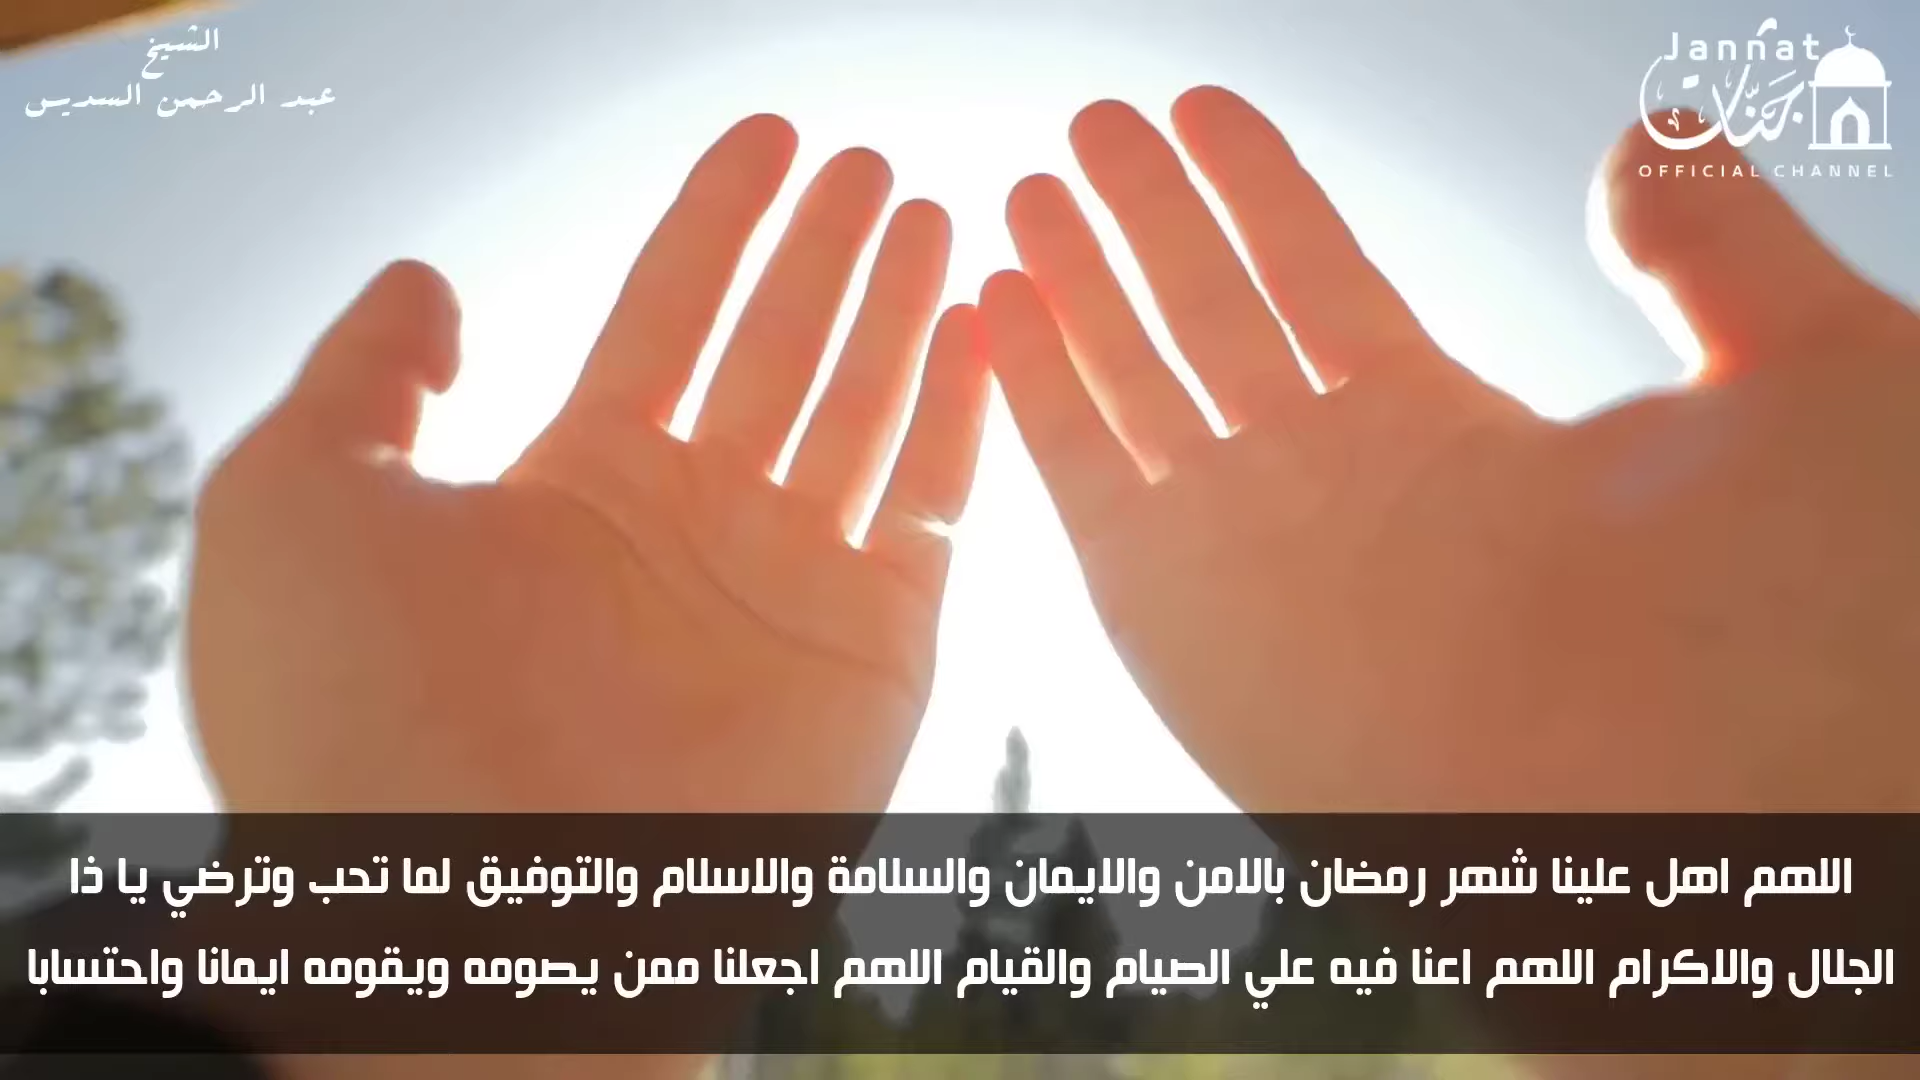 الشيخ
عبد الرحمن السديس
Jannat
جنات
OFFICIAL CHANNEL
اللهم اهل علينا شهر رمضان بالامن والايمان والسلامة والاسلام والتوفيق لما تحب وترضي يا ذا
الجلال والاكرام اللهم اعنا فيه علي الصيام والقيام اللهم اجعلنا ممن يصومه ويقومه ايمانا واحتسابا